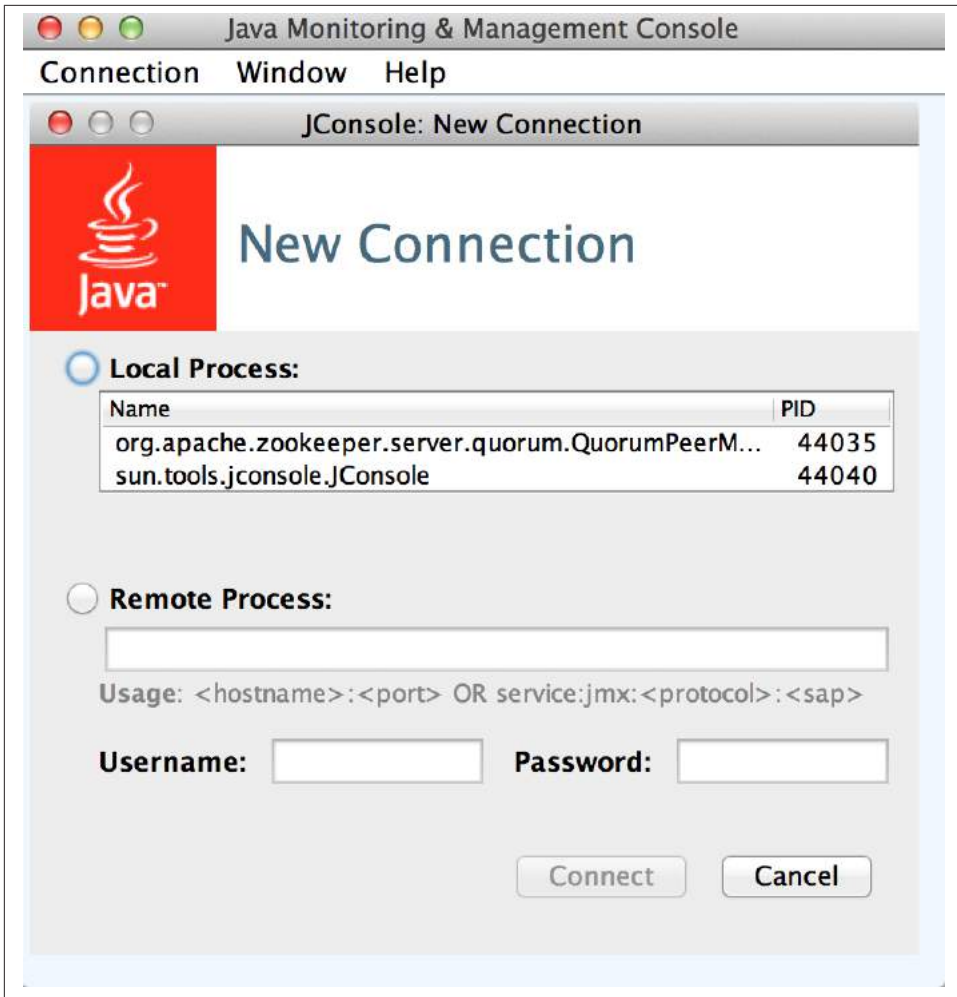 Java Monitoring & Management Console
Connection Window Help
JConsole: New Connection
Java™
New Connection
Local Process:
Name PID
org.apache.zookeeper.server.quorum.QuorumPeerM... 44035
sun.tools.jconsole.JConsole 44040
Remote Process:
Usage: <hostname>:<port> OR service:jmx:<protocol>:<sap>
Username: Password:
Connect Cancel